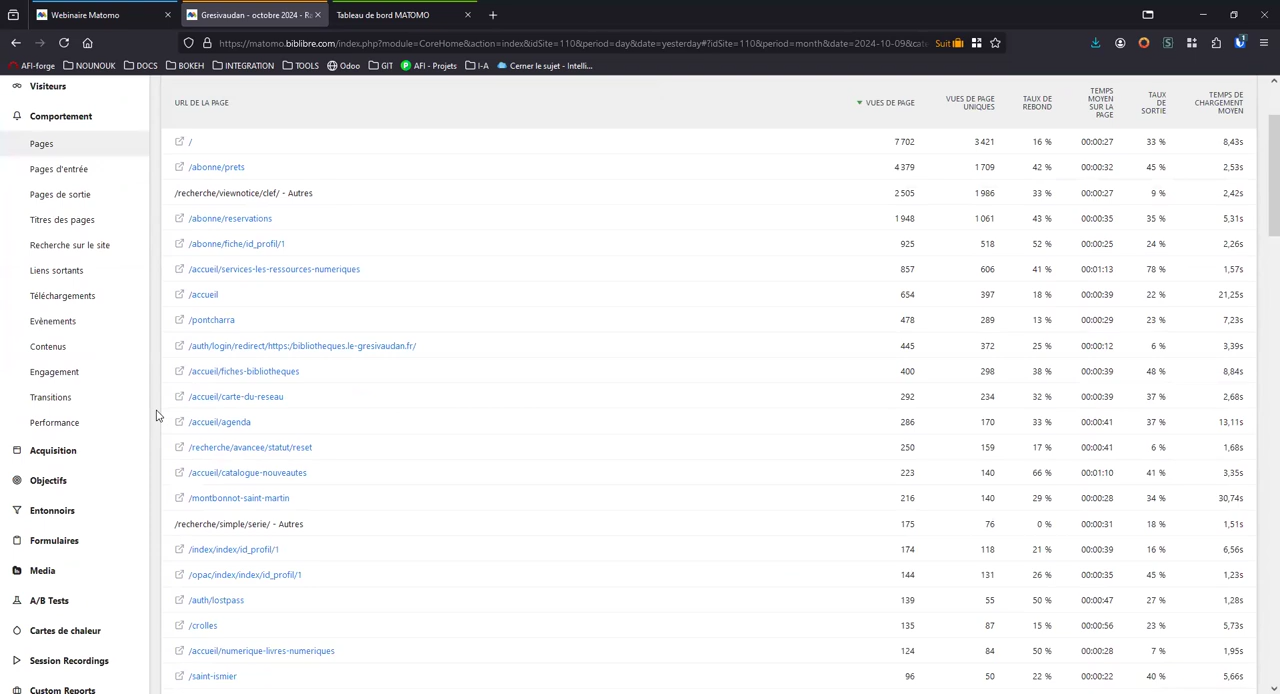 Webinaire Matomo
Gresivaudan - octobre 2024 - Ra
Tableau de bord MATOMO
https://matomo.biblibre.com/index.php?module=CoreHome&action=index&idSite=110&period=day&date=yesterday#?idSite=110&period=month&date=2024-10-09&cate
Suit
AFI-forge NOUNOUK DOCS BOKEH INTEGRATION TOOLS Odoo GIT AFI - Projets I-A Cerner le sujet - Intelli...
Visiteurs
Comportement
Pages
Pages d'entrée
Pages de sortie
Titres des pages
Recherche sur le site
Liens sortants
Téléchargements
Evènements
Contenus
Engagement
Transitions
Performance
Acquisition
Objectifs
Entonnoirs
Formulaires
Media
A/B Tests
Cartes de chaleur
Session Recordings
Custom Reports
URL DE LA PAGE VUES DE PAGE VUES DE PAGE UNIQUES TAUX DE REBOND TEMPS MOYEN SUR LA PAGE TAUX DE SORTIE TEMPS DE CHARGEMENT MOYEN
/ 7 702 3 421 16 % 00:00:27 33 % 8,43s
/abonne/prets 4 379 1 709 42 % 00:00:32 45 % 2,53s
/recherche/viewnotice/clef/ - Autres 2 505 1 986 33 % 00:00:27 9 % 2,42s
/abonne/reservations 1 948 1 061 43 % 00:00:35 35 % 5,31s
/abonne/fiche/id_profil/1 925 518 52 % 00:00:25 24 % 2,26s
/accueil/services-les-ressources-numeriques 857 606 41 % 00:01:13 78 % 1,57s
/accueil 654 397 18 % 00:00:39 22 % 21,25s
/pontcharra 478 289 13 % 00:00:29 23 % 7,23s
/auth/login/redirect/https:/bibliotheques.le-gresivaudan.fr/ 445 372 25 % 00:00:12 6 % 3,39s
/accueil/fiches-bibliotheques 400 298 38 % 00:00:39 48 % 8,84s
/accueil/carte-du-reseau 292 234 32 % 00:00:39 37 % 2,68s
/accueil/agenda 286 170 33 % 00:00:41 37 % 13,11s
/recherche/avancee/statut/reset 250 159 17 % 00:00:41 6 % 1,68s
/accueil/catalogue-nouveautes 223 140 66 % 00:01:10 41 % 3,35s
/montbonnot-saint-martin 216 140 29 % 00:00:28 34 % 30,74s
/recherche/simple/serie/ - Autres 175 76 0 % 00:00:31 18 % 1,51s
/index/index/id_profil/1 174 118 21 % 00:00:39 16 % 6,56s
/opac/index/index/id_profil/1 144 131 26 % 00:00:35 45 % 1,23s
/auth/lostpass 139 55 50 % 00:00:47 27 % 1,28s
/crolles 135 87 15 % 00:00:56 23 % 5,73s
/accueil/numerique-livres-numeriques 124 84 50 % 00:00:28 7 % 1,95s
/saint-ismier 96 50 22 % 00:00:22 40 % 5,66s